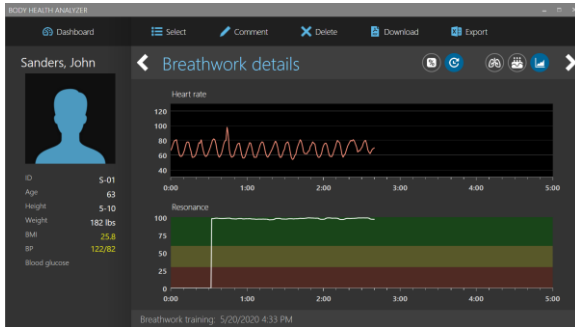 BODY HEALTH ANALYZER
Dashboard
Select
Comment
Delete
Download
Export
Sanders, John
Breathwork details
ID S-01
Age 63
Height 5-10
Weight 182 lbs
BMI 25.8
BP 122/82
Blood glucose
Heart rate
120
100
80
60
40
0:00 1:00 2:00 3:00 4:00 5:00
Resonance
100
75
50
25
0
0:00 1:00 2:00 3:00 4:00 5:00
Breathwork training: 5/20/2020 4:33 PM